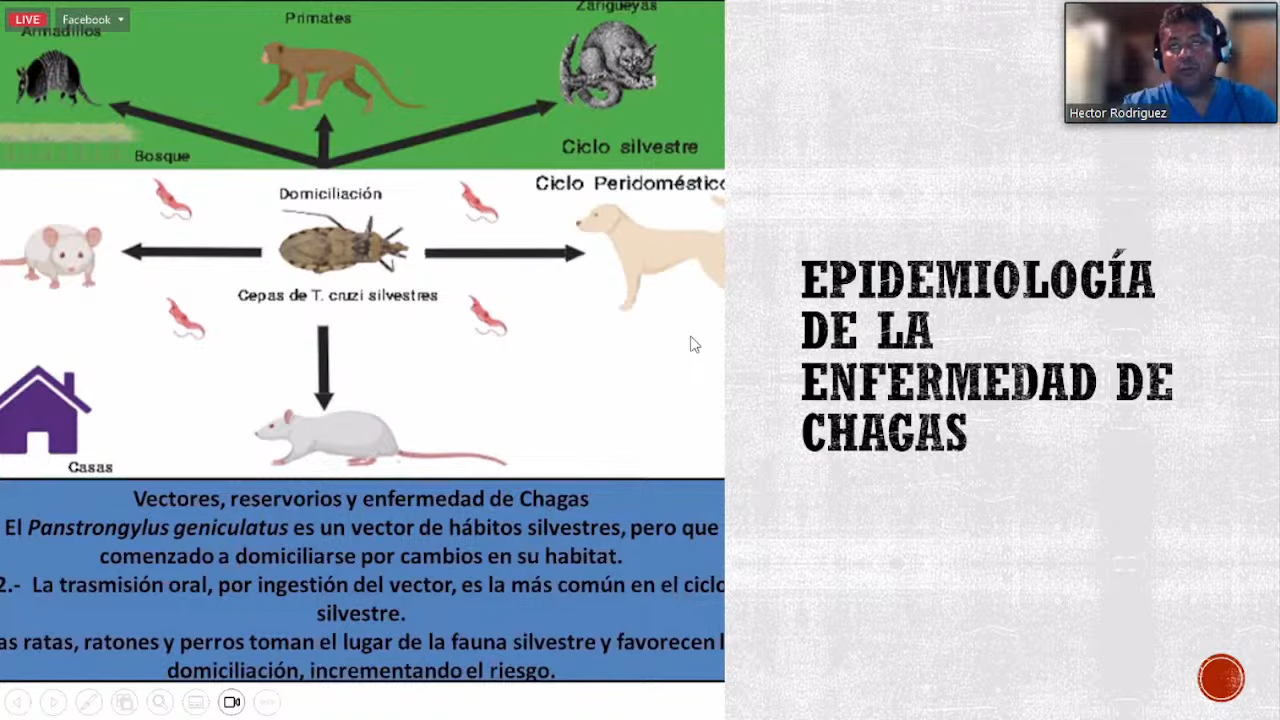 LIVE
Facebook
Armadillos
Primates
Zarigüeyas
Bosque
Ciclo silvestre
Domiciliación
Ciclo Peridoméstico
Cepas de T. cruzi silvestres
Casas
Vectores, reservorios y enfermedad de Chagas
El Panstrongylus geniculatus es un vector de hábitos silvestres, pero que
comenzado a domiciliarse por cambios en su habitat.
2.- La trasmisión oral, por ingestión del vector, es la más común en el ciclo
silvestre.
as ratas, ratones y perros toman el lugar de la fauna silvestre y favorecen l
domiciliación, incrementando el riesgo.
Hector Rodriguez
EPIDEMIOLOGÍA
DE LA
ENFERMEDAD DE
CHAGAS